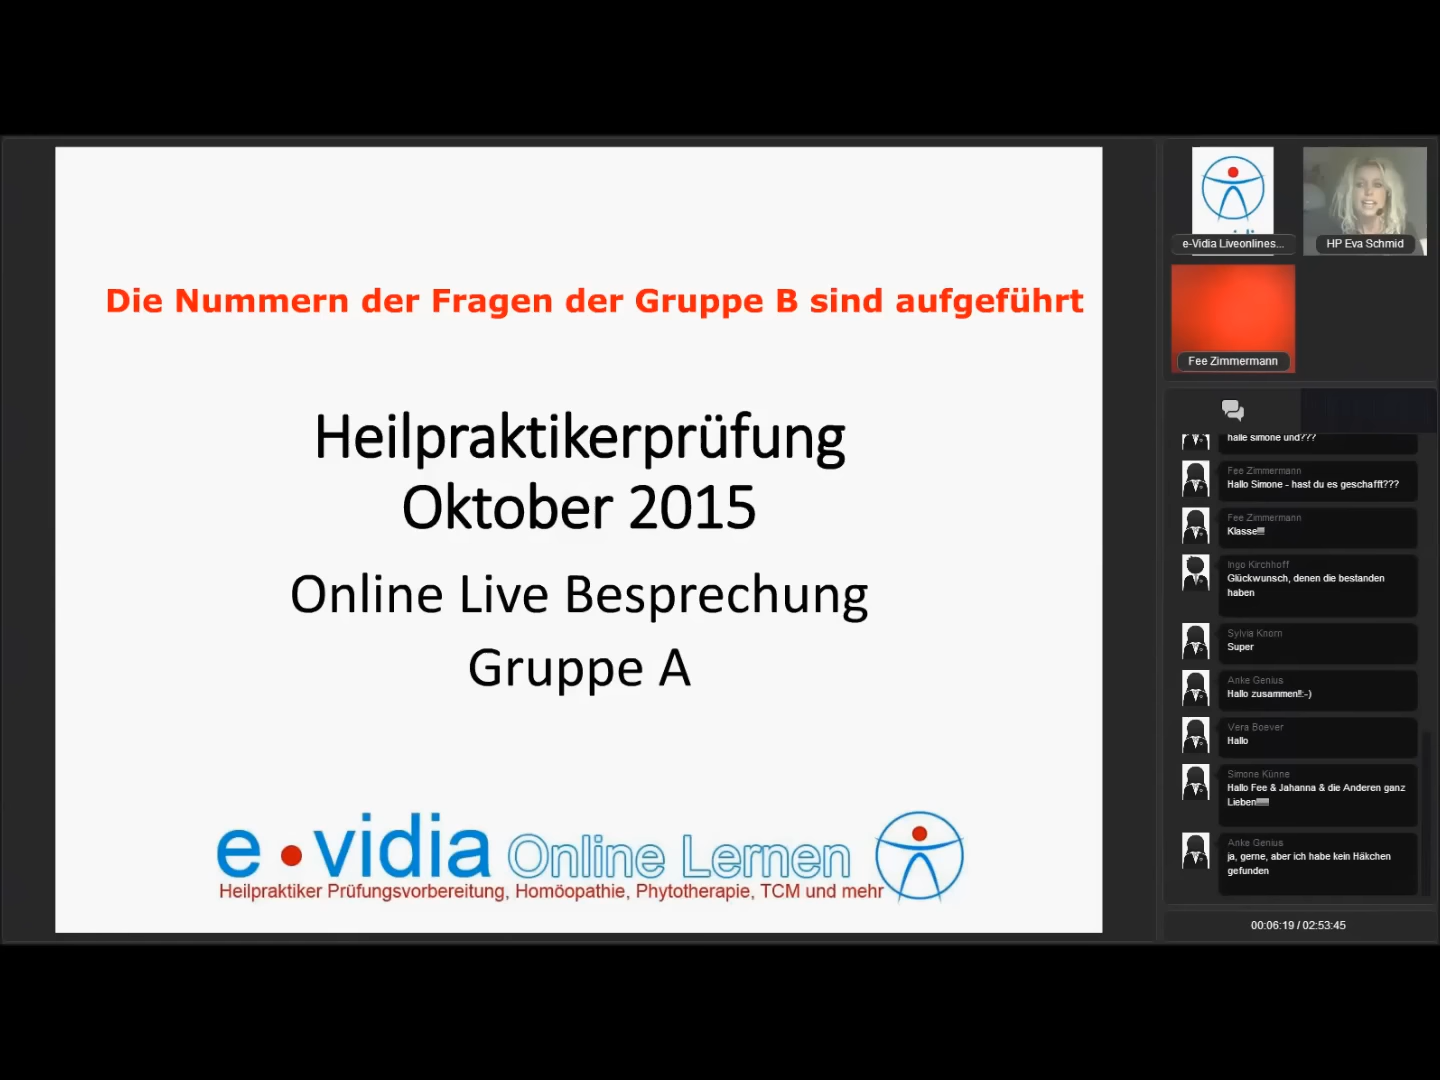 Die Nummern der Fragen der Gruppe B sind aufgeführt
Heilpraktikerprüfung
Oktober 2015
Online Live Besprechung
Gruppe A
e vidia Online Lernen
Heilpraktiker Prüfungsvorbereitung, Homöopathie, Phytotherapie, TCM und mehr
e-Vidia Liveonlines...
HP Eva Schmid
Fee Zimmermann
halle simone und???
Fee Zimmermann
Hallo Simone - hast du es geschafft???
Fee Zimmermann
Klasse!!!!
Ingo Kirchhoff
Glückwunsch, denen die bestanden
haben
Sylvia Knorn
Super
Anke Genius
Hallo zusammen!!:-)
Vera Boever
Hallo
Simone Künne
Hallo Fee & Jahanna & die Anderen ganz
Lieben
Anke Genius
ja, gerne, aber ich habe kein Häkchen
gefunden
00:06:19 / 02:53:45